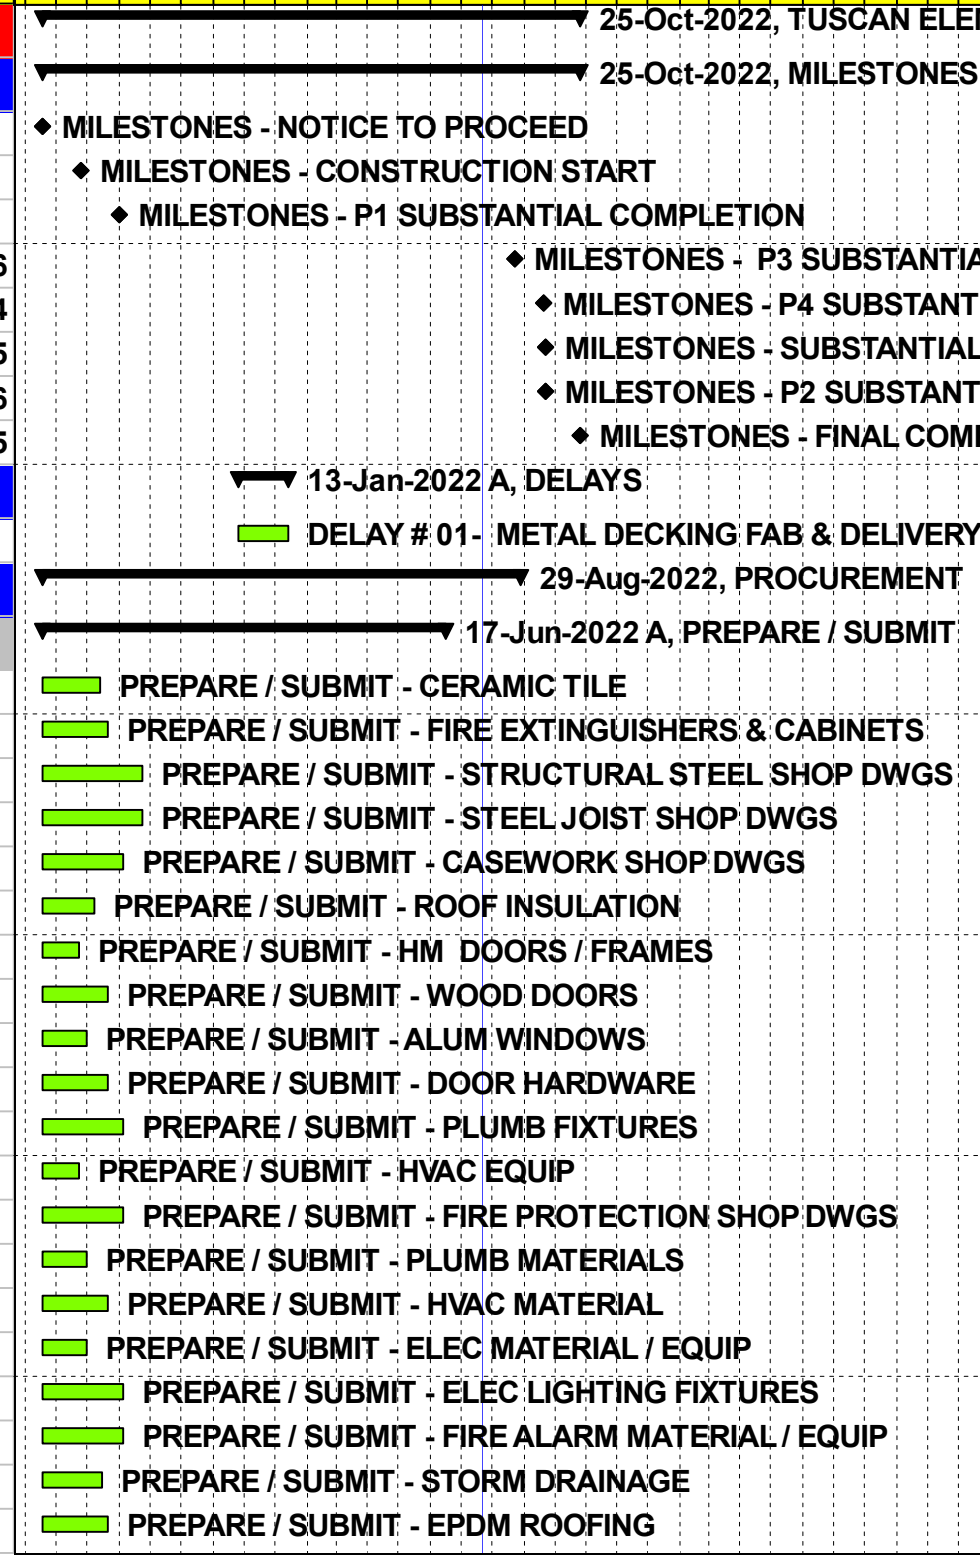 25-Oct-2022, TUSCAN ELE
25-Oct-2022, MILESTONES
MILESTONES - NOTICE TO PROCEED
MILESTONES - CONSTRUCTION START
MILESTONES - P1 SUBSTANTIAL COMPLETION
6 MILESTONES - P3 SUBSTANTIA
4 MILESTONES - P4 SUBSTANT
5 MILESTONES - SUBSTANTIAL
6 MILESTONES - P2 SUBSTANT
5 MILESTONES - FINAL COM
13-Jan-2022 A, DELAYS
DELAY # 01- METAL DECKING FAB & DELIVERY
29-Aug-2022, PROCUREMENT
17-Jun-2022 A, PREPARE / SUBMIT
PREPARE / SUBMIT - CERAMIC TILE
PREPARE / SUBMIT - FIRE EXTINGUISHERS & CABINETS
PREPARE / SUBMIT - STRUCTURAL STEEL SHOP DWGS
PREPARE / SUBMIT - STEEL JOIST SHOP DWGS
PREPARE / SUBMIT - CASEWORK SHOP DWGS
PREPARE / SUBMIT - ROOF INSULATION
PREPARE / SUBMIT - HM DOORS / FRAMES
PREPARE / SUBMIT - WOOD DOORS
PREPARE / SUBMIT - ALUM WINDOWS
PREPARE / SUBMIT - DOOR HARDWARE
PREPARE / SUBMIT - PLUMB FIXTURES
PREPARE / SUBMIT - HVAC EQUIP
PREPARE / SUBMIT - FIRE PROTECTION SHOP DWGS
PREPARE / SUBMIT - PLUMB MATERIALS
PREPARE / SUBMIT - HVAC MATERIAL
PREPARE / SUBMIT - ELEC MATERIAL / EQUIP
PREPARE / SUBMIT - ELEC LIGHTING FIXTURES
PREPARE / SUBMIT - FIRE ALARM MATERIAL / EQUIP
PREPARE / SUBMIT - STORM DRAINAGE
PREPARE / SUBMIT - EPDM ROOFING